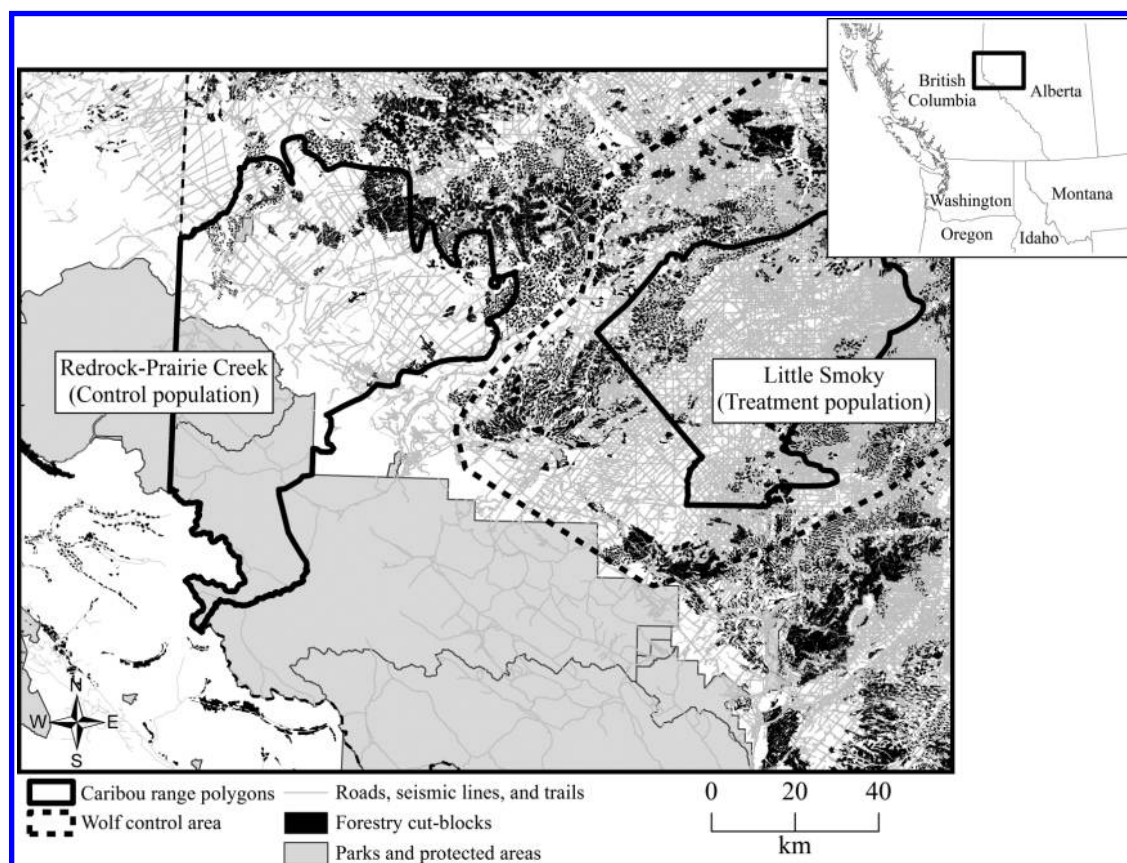 British
Columbia
Alberta
Washington
Montana
Oregon
Idaho
Redrock-Prairie Creek
(Control population)
Little Smoky
(Treatment population)
N
W E
S
Caribou range polygons
Wolf control area
Roads, seismic lines, and trails
Forestry cut-blocks
Parks and protected areas
0 20 40
km